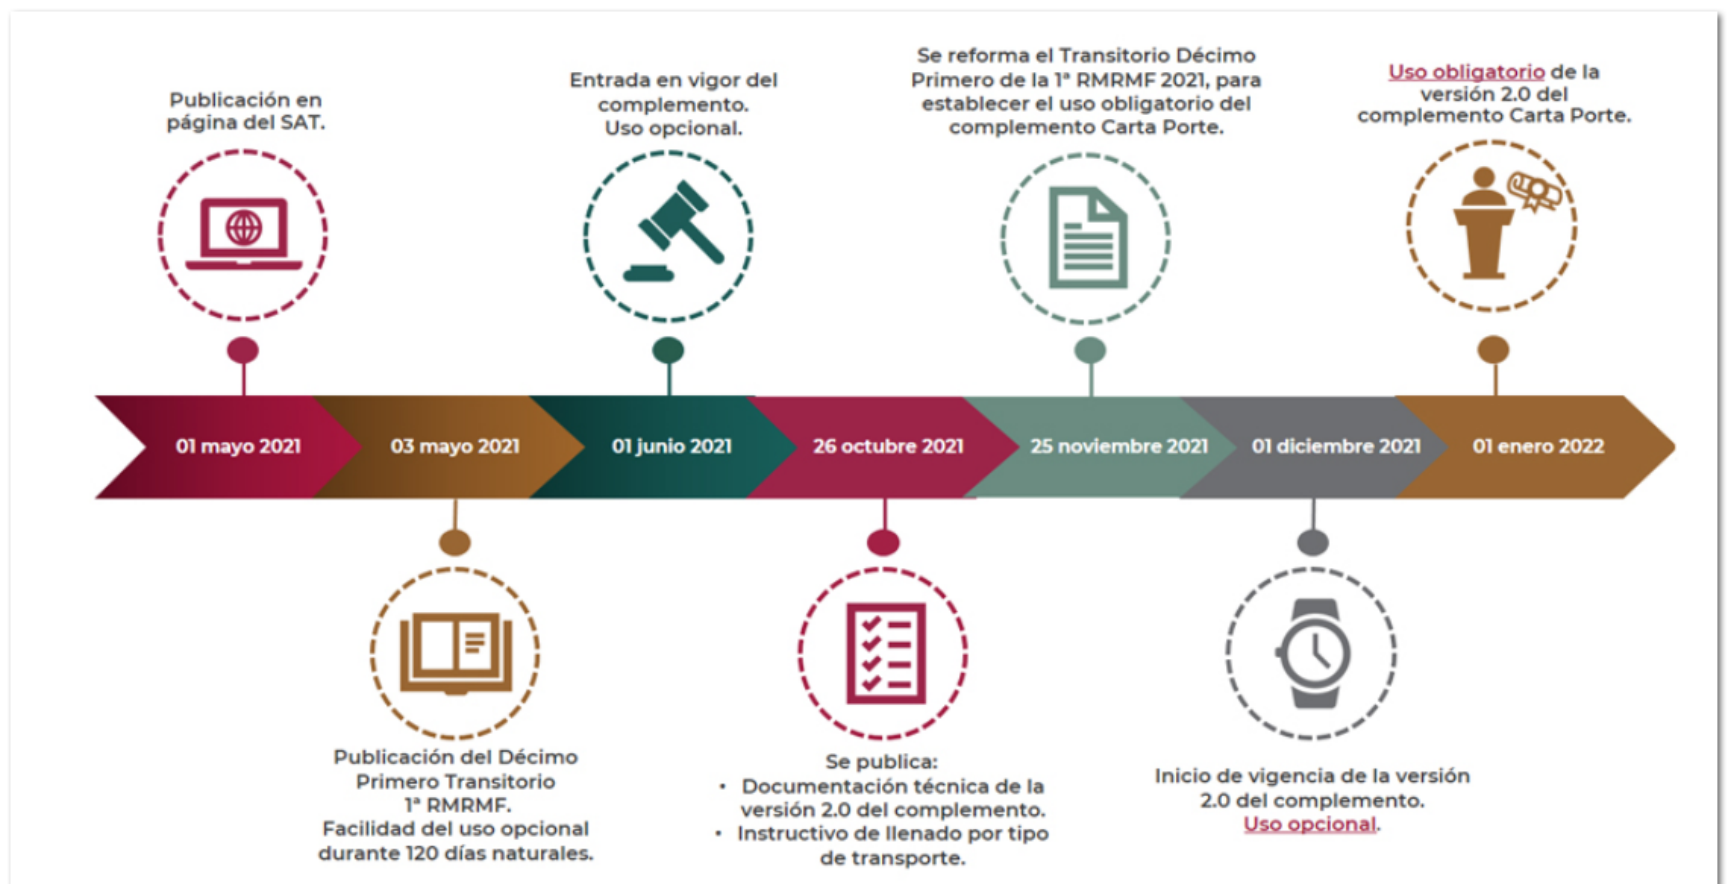 Publicación en
página del SAT.
Entrada en vigor del
complemento.
Uso opcional.
Se reforma el Transitorio Décimo
Primero de la 1ª RMRMF 2021, para
establecer el uso obligatorio del
complemento Carta Porte.
Uso obligatorio de la
versión 2.0 del
complemento Carta Porte.
01 mayo 2021
03 mayo 2021
01 junio 2021
26 octubre 2021
25 noviembre 2021
01 diciembre 2021
01 enero 2022
Publicación del Décimo
Primero Transitorio
1ª RMRMF.
Facilidad del uso opcional
durante 120 días naturales.
Se publica:
• Documentación técnica de la
versión 2.0 del complemento.
• Instructivo de llenado por tipo
de transporte.
Inicio de vigencia de la versión
2.0 del complemento.
Uso opcional.